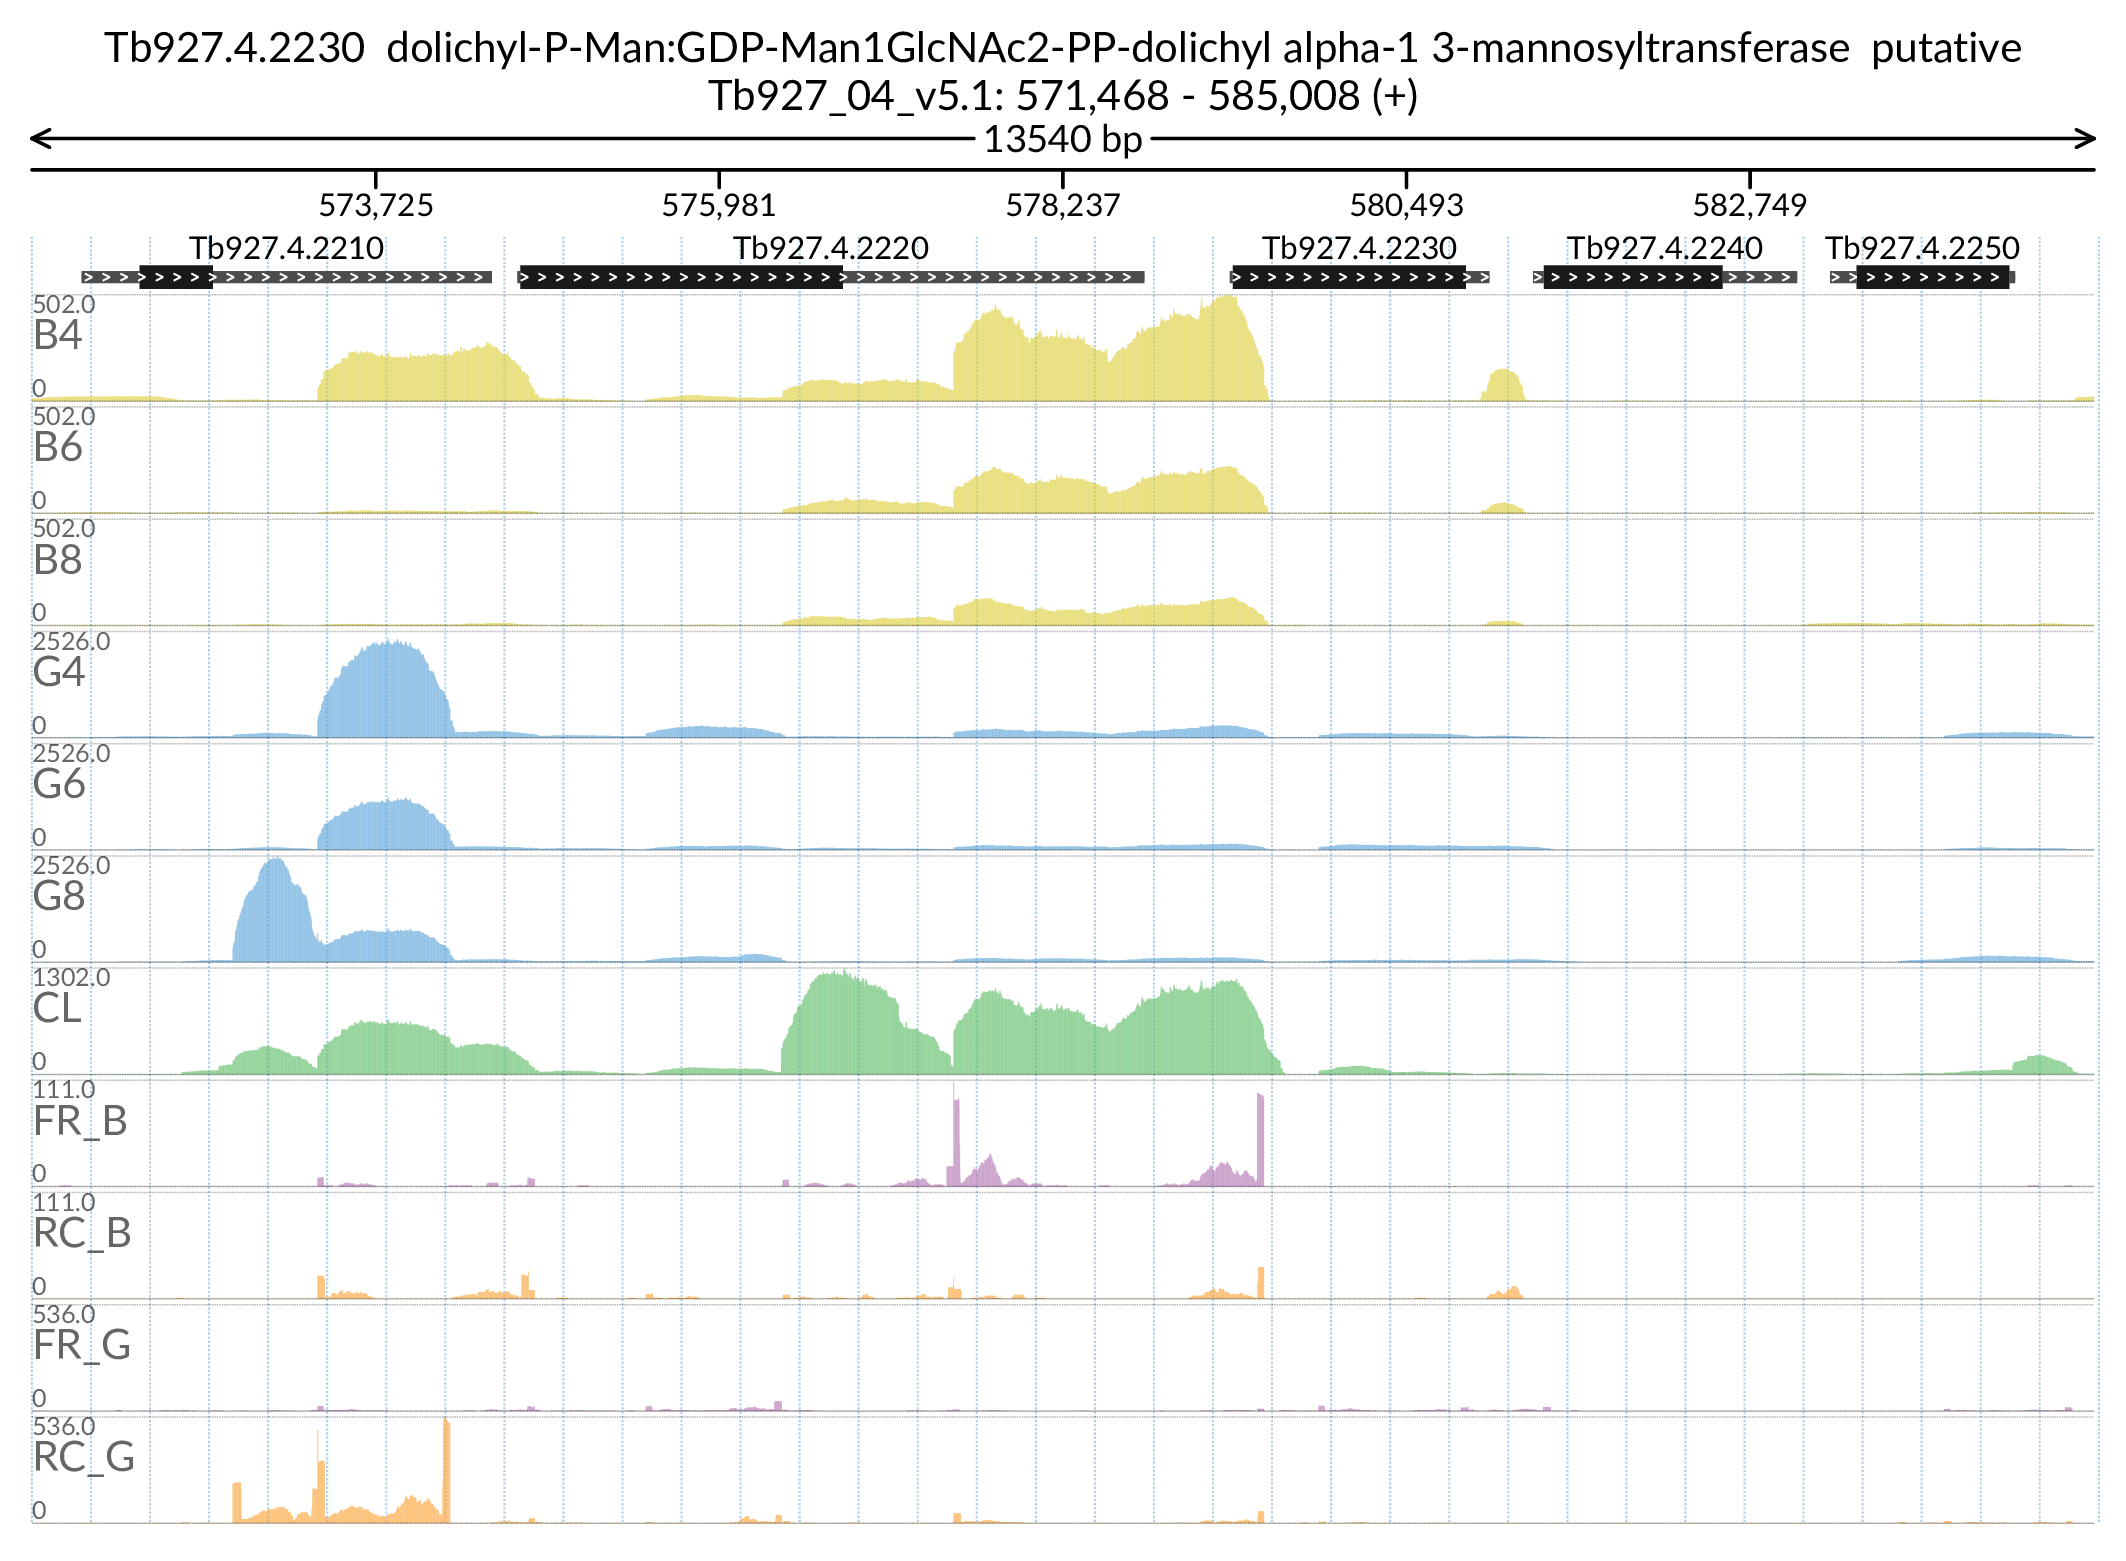 Tb927.4.2230 dolichyl-P-Man:GDP-Man1GlcNAc2-PP-dolichyl alpha-1 3-mannosyltransferase putative
Tb927_04_v5.1: 571,468 - 585,008 (+)
13540 bp
573,725 575,981 578,237 580,493 582,749
Tb927.4.2210 Tb927.4.2220 Tb927.4.2230 Tb927.4.2240 Tb927.4.2250
502.0
B4
0
502.0
B6
0
502.0
B8
0
2526.0
G4
0
2526.0
G6
0
2526.0
G8
0
1302.0
CL
0
111.0
FR_B
0
111.0
RC_B
0
536.0
FR_G
0
536.0
RC_G
0